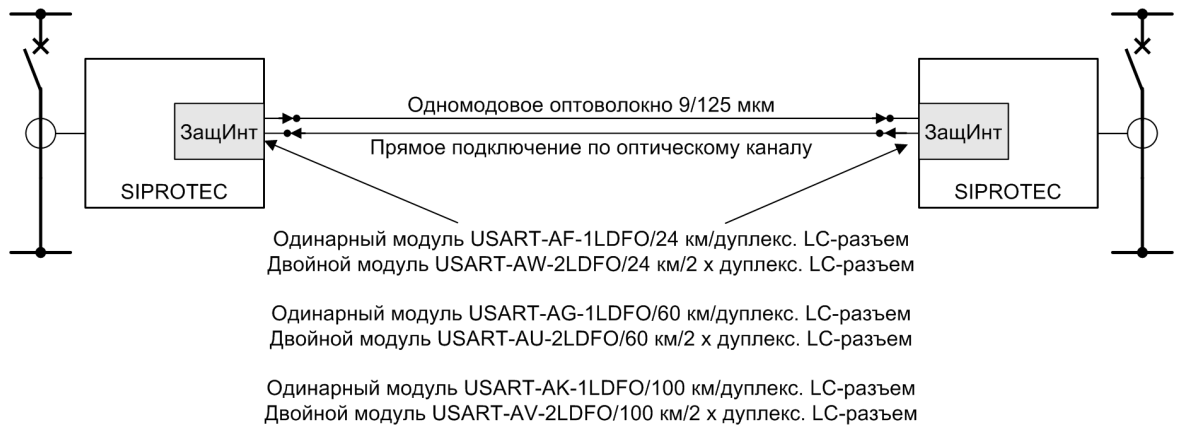 Одномодовое оптоволокно 9/125 мкм
ЗащИнт
ЗащИнт
Прямое подключение по оптическому каналу
SIPROTEC
SIPROTEC
Одинарный модуль USART-AF-1LDFO/24 км/дуплекс. LC-разъем
Двойной модуль USART-AW-2LDFO/24 км/2 х дуплекс. LC-разъем
Одинарный модуль USART-AG-1LDFO/60 км/дуплекс. LC-разъем
Двойной модуль USART-AU-2LDFO/60 км/2 х дуплекс. LC-разъем
Одинарный модуль USART-AK-1LDFO/100 км/дуплекс. LC-разъем
Двойной модуль USART-AV-2LDFO/100 км/2 х дуплекс. LC-разъем